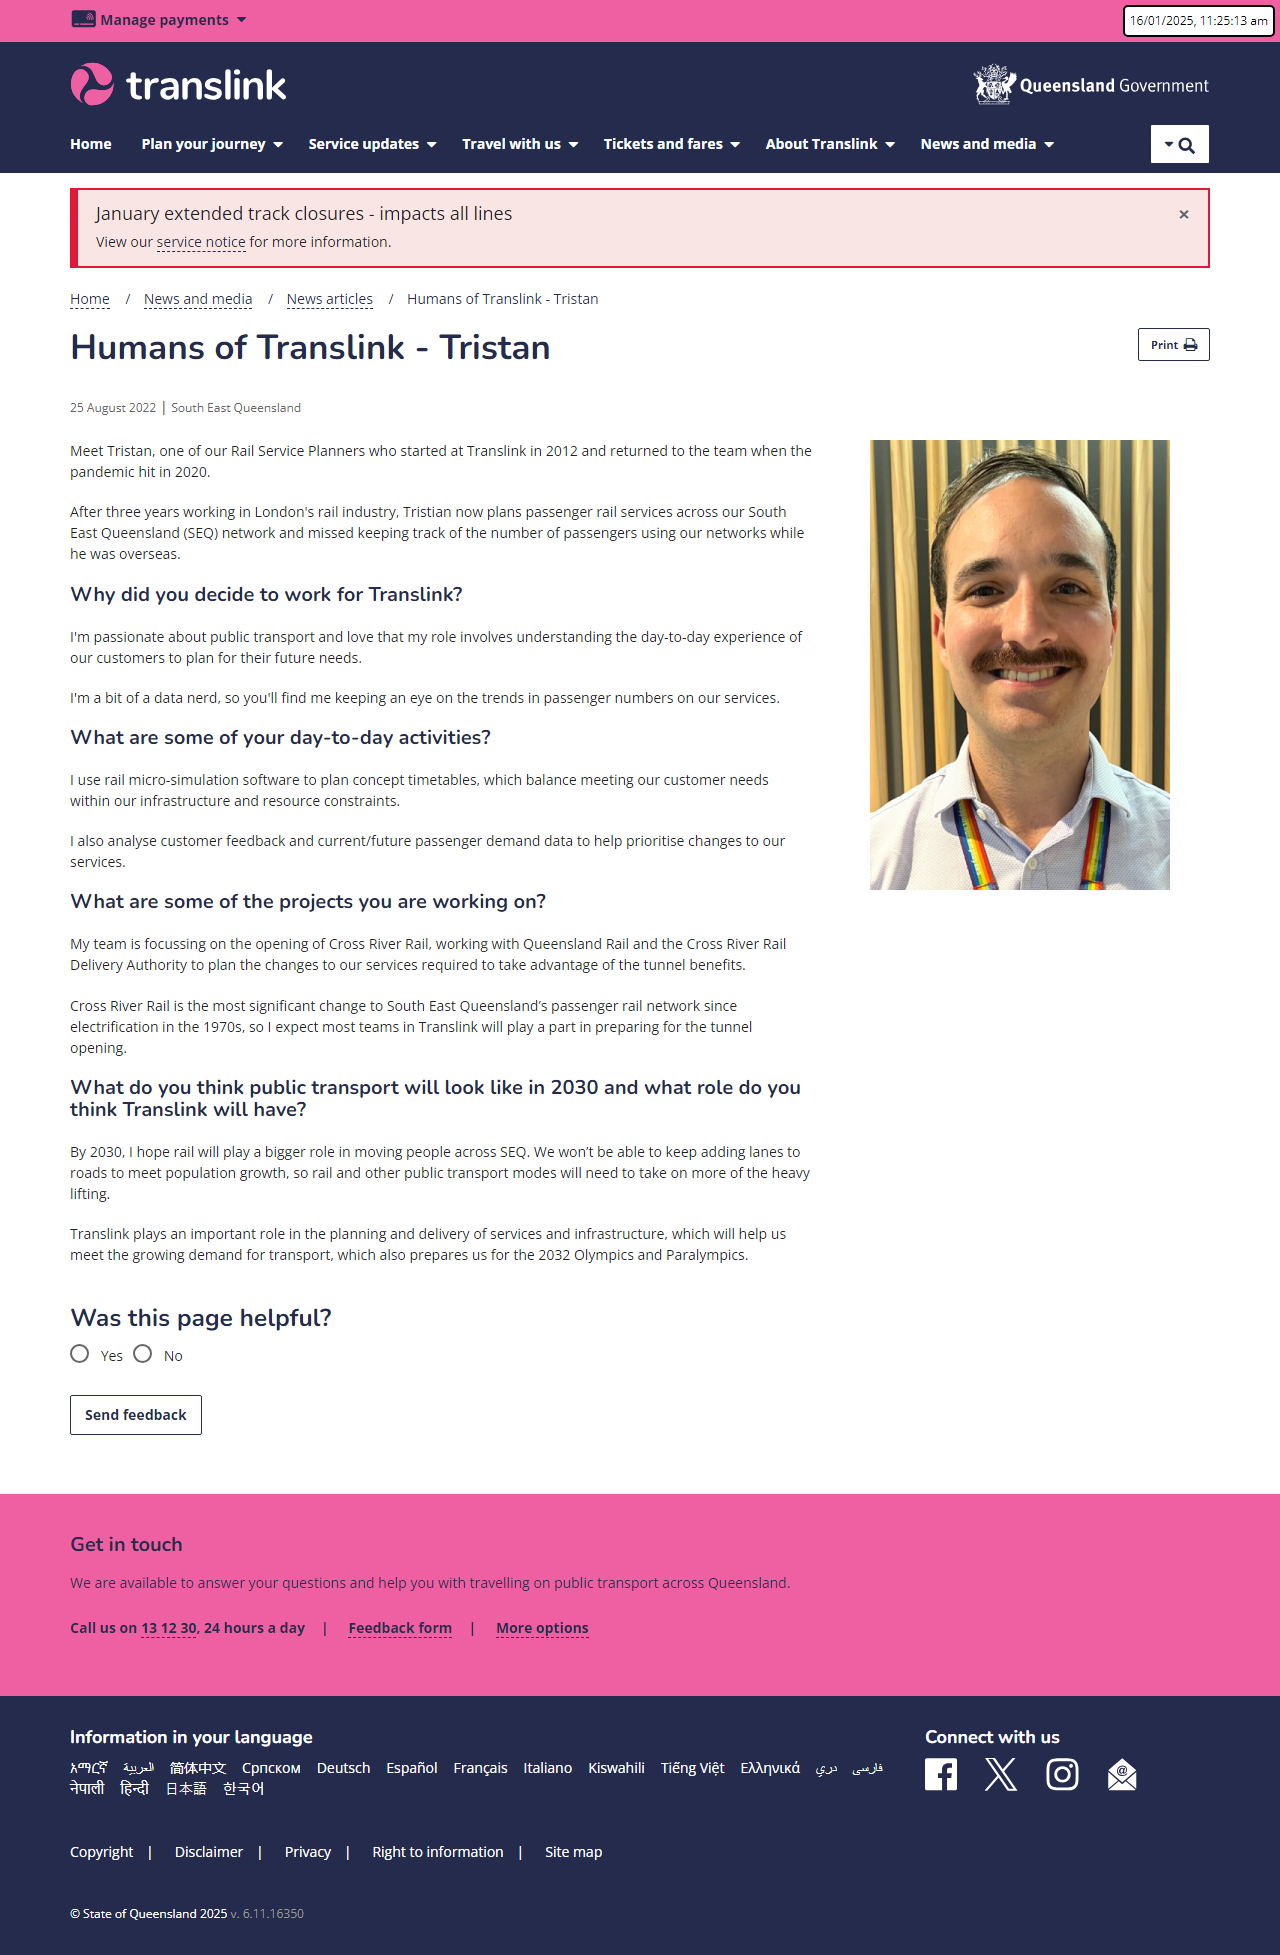 Manage payments
16/01/2025, 11:25:13 am
translink
Queensland Government
Home Plan your journey Service updates Travel with us Tickets and fares About Translink News and media
January extended track closures - impacts all lines
×
View our service notice for more information.
Home / News and media / News articles / Humans of Translink - Tristan
Humans of Translink - Tristan
Print
25 August 2022 | South East Queensland
Meet Tristan, one of our Rail Service Planners who started at Translink in 2012 and returned to the team when the
pandemic hit in 2020.
After three years working in London's rail industry, Tristian now plans passenger rail services across our South
East Queensland (SEQ) network and missed keeping track of the number of passengers using our networks while
he was overseas.
Why did you decide to work for Translink?
I'm passionate about public transport and love that my role involves understanding the day-to-day experience of
our customers to plan for their future needs.
I'm a bit of a data nerd, so you'll find me keeping an eye on the trends in passenger numbers on our services.
What are some of your day-to-day activities?
I use rail micro-simulation software to plan concept timetables, which balance meeting our customer needs
within our infrastructure and resource constraints.
I also analyse customer feedback and current/future passenger demand data to help prioritise changes to our
services.
What are some of the projects you are working on?
My team is focussing on the opening of Cross River Rail, working with Queensland Rail and the Cross River Rail
Delivery Authority to plan the changes to our services required to take advantage of the tunnel benefits.
Cross River Rail is the most significant change to South East Queensland’s passenger rail network since
electrification in the 1970s, so I expect most teams in Translink will play a part in preparing for the tunnel
opening.
What do you think public transport will look like in 2030 and what role do you
think Translink will have?
By 2030, I hope rail will play a bigger role in moving people across SEQ. We won’t be able to keep adding lanes to
roads to meet population growth, so rail and other public transport modes will need to take on more of the heavy
lifting.
Translink plays an important role in the planning and delivery of services and infrastructure, which will help us
meet the growing demand for transport, which also prepares us for the 2032 Olympics and Paralympics.
Was this page helpful?
Yes No
Send feedback
Get in touch
We are available to answer your questions and help you with travelling on public transport across Queensland.
Call us on 13 12 30, 24 hours a day | Feedback form | More options
Information in your language
አማርኛ العربية 简体中文 Српском Deutsch Español Français Italiano Kiswahili Tiếng Việt Ελληνικά دری فارسی
नेपाली हिन्दी 日本語 한국어
Connect with us
Copyright | Disclaimer | Privacy | Right to information | Site map
© State of Queensland 2025 v. 6.11.16350